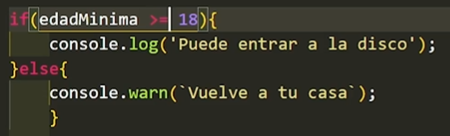 if(edadMinima >= 18){
console.log('Puede entrar a la disco');
}else{
console.warn(`Vuelve a tu casa`);
}